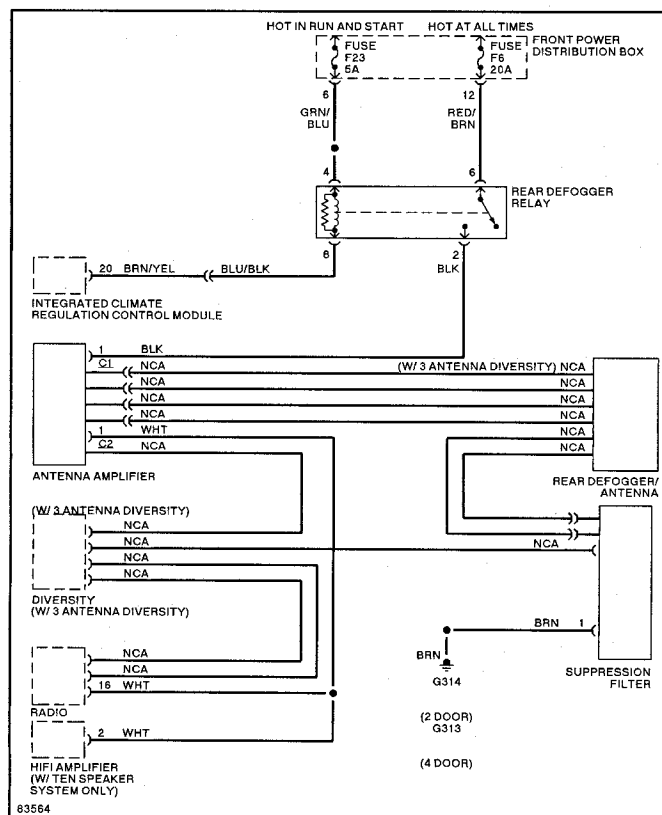 HOT IN RUN AND START
HOT AT ALL TIMES
FUSE
F23
5A
FUSE
F6
20A
FRONT POWER
DISTRIBUTION BOX
6
12
GRN/
BLU
RED/
BRN
4
6
REAR DEFOGGER
RELAY
8
2
BLK
20 BRN/YEL
BLU/BLK
INTEGRATED CLIMATE
REGULATION CONTROL MODULE
1 BLK
C1 NCA
(W/ 3 ANTENNA DIVERSITY) NCA
NCA
NCA
NCA
NCA
NCA
NCA
1 WHT
NCA
C2 NCA
NCA
ANTENNA AMPLIFIER
REAR DEFOGGER/
ANTENNA
(W/ 3 ANTENNA DIVERSITY)
NCA
NCA
NCA
NCA
NCA
DIVERSITY
(W/ 3 ANTENNA DIVERSITY)
BRN 1
NCA
NCA
BRN
16 WHT
G314
SUPPRESSION
FILTER
RADIO
(2 DOOR)
G313
2 WHT
(4 DOOR)
HIFI AMPLIFIER
(W/ TEN SPEAKER
SYSTEM ONLY)
83564